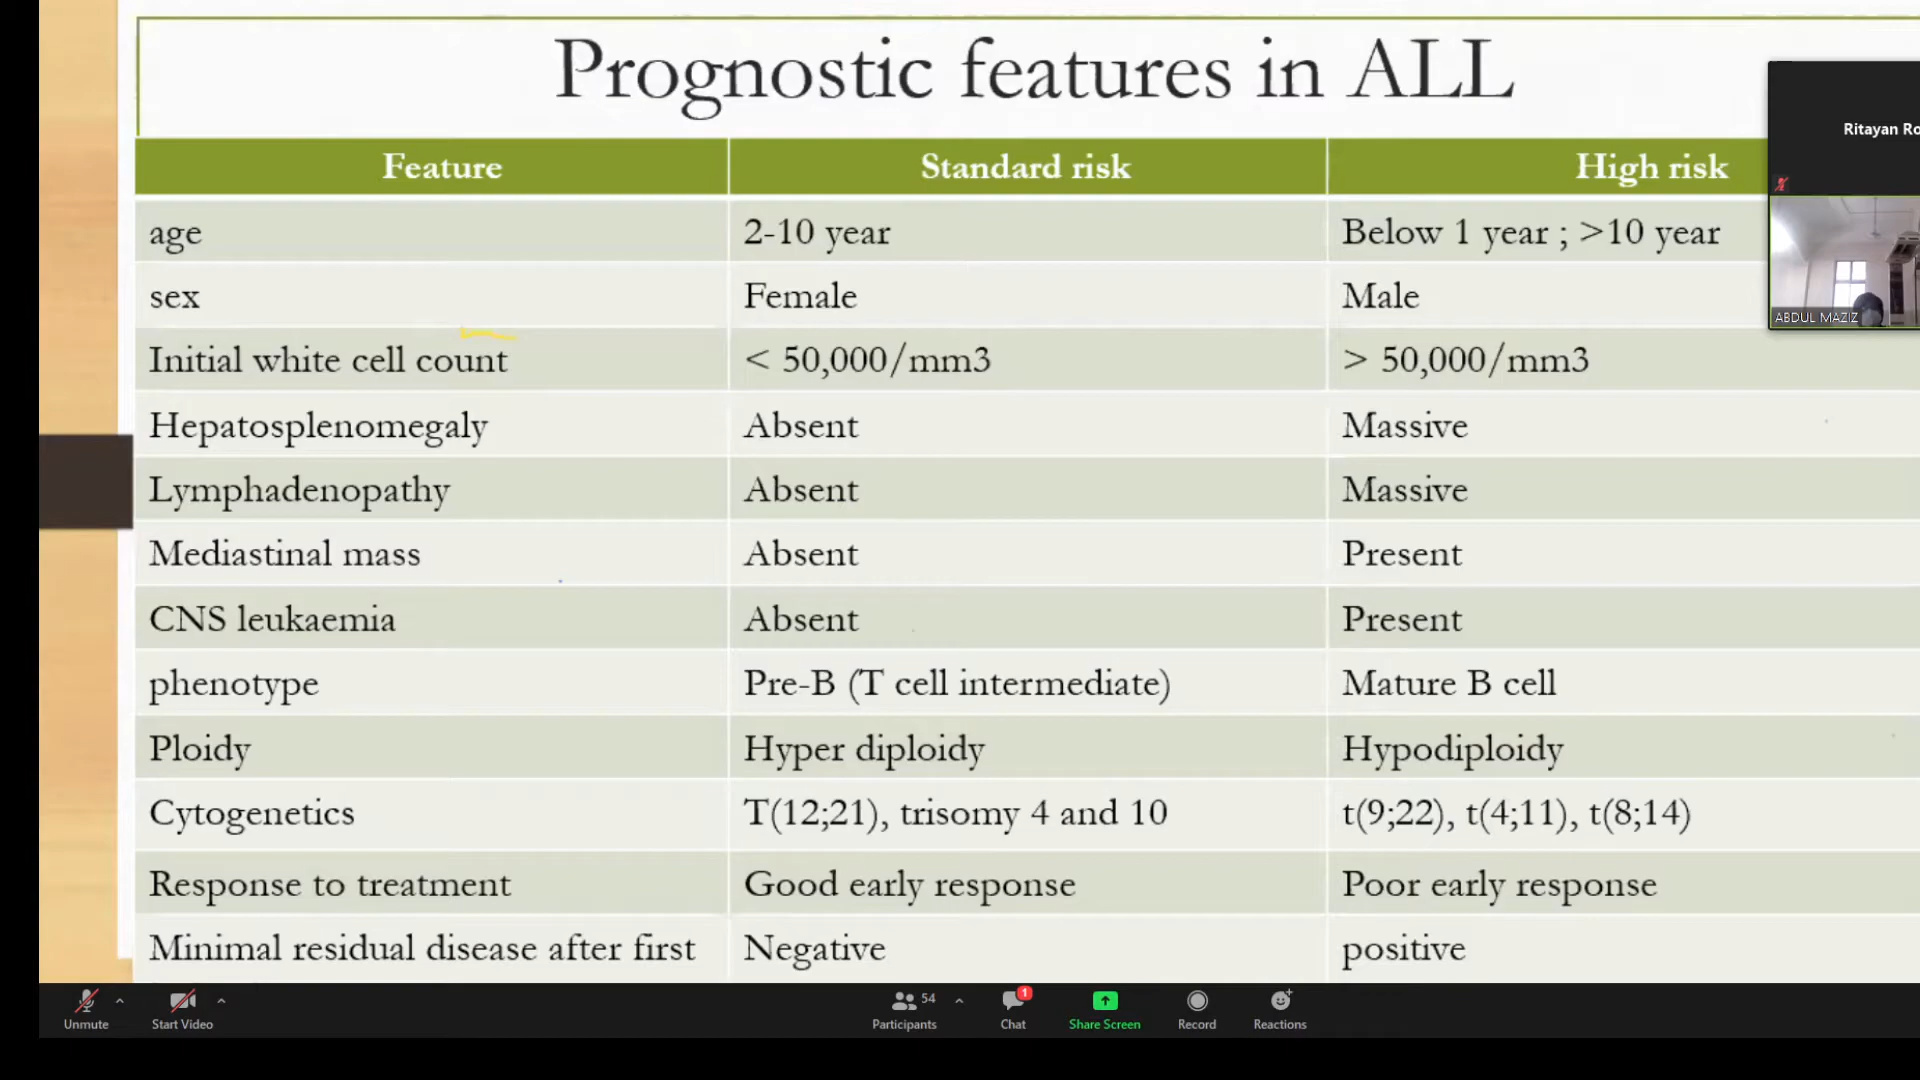 Prognostic features in ALL
Feature Standard risk High risk
age 2-10 year Below 1 year ; >10 year
sex Female Male
Initial white cell count < 50,000/mm3 > 50,000/mm3
Hepatosplenomegaly Absent Massive
Lymphadenopathy Absent Massive
Mediastinal mass Absent Present
CNS leukaemia Absent Present
phenotype Pre-B (T cell intermediate) Mature B cell
Ploidy Hyper diploidy Hypodiploidy
Cytogenetics T(12;21), trisomy 4 and 10 t(9;22), t(4;11), t(8;14)
Response to treatment Good early response Poor early response
Minimal residual disease after first Negative positive
Ritayan Ro
ABDUL MAZIZ
54 1
Unmute Start Video Participants Chat Share Screen Record Reactions